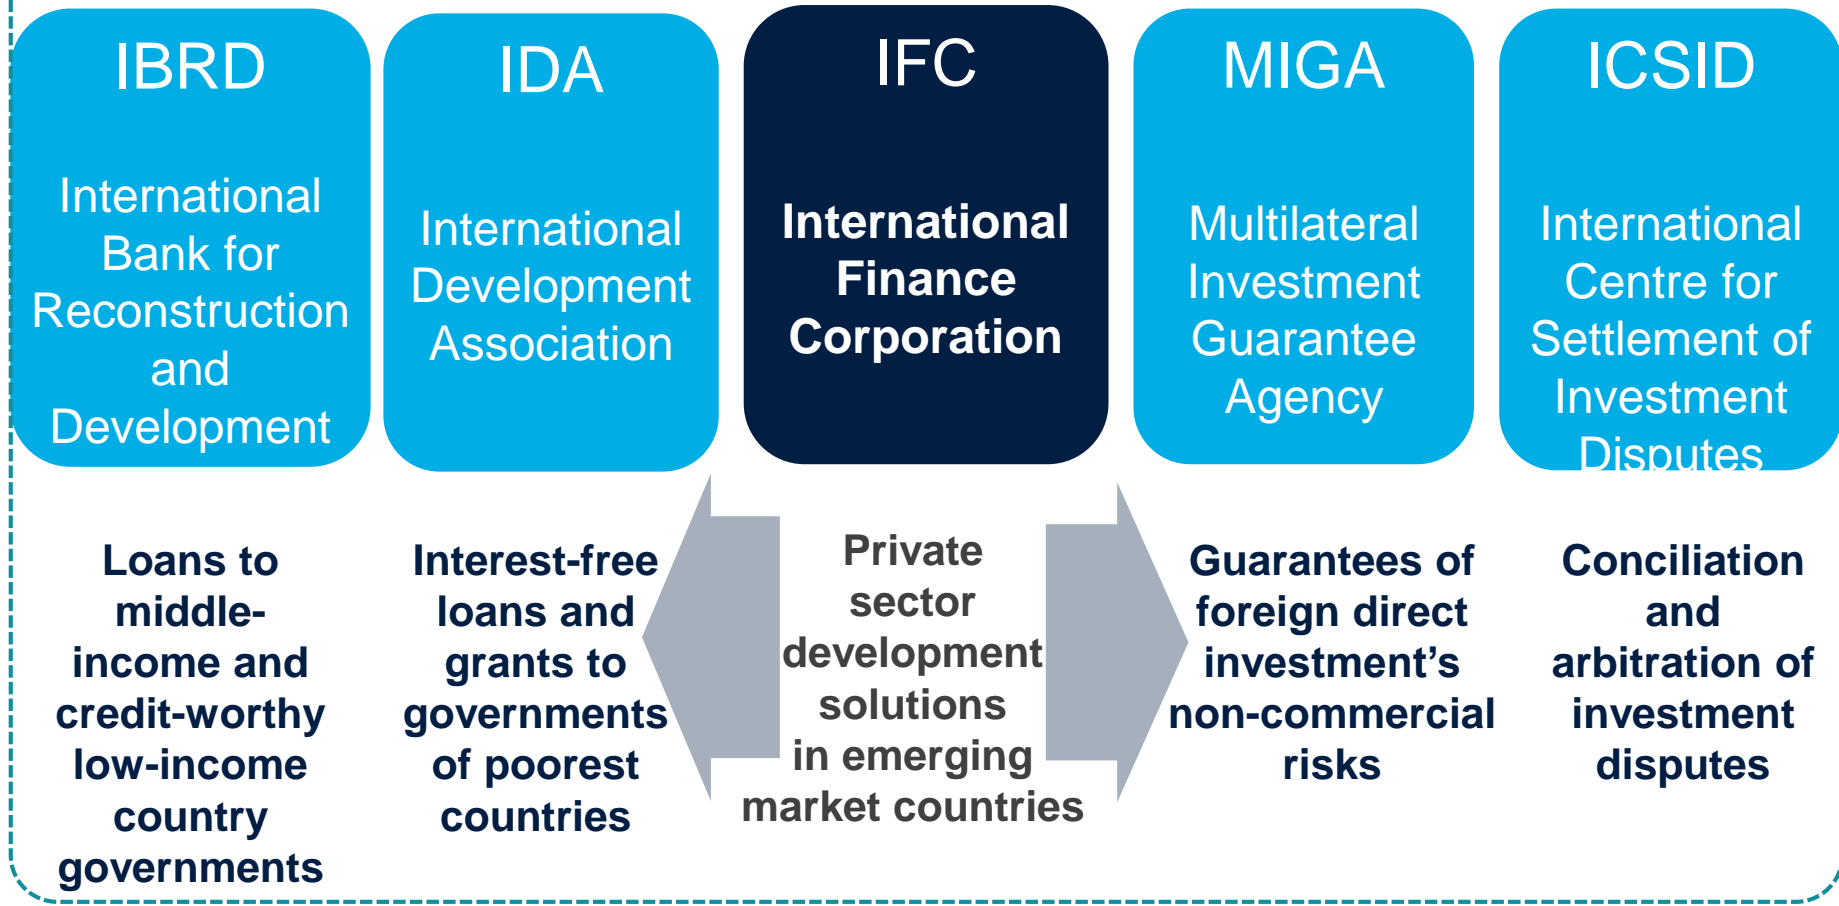 IBRD
International
Bank for
Reconstruction
and
Development
IDA
International
Development
Association
IFC
International
Finance
Corporation
MIGA
Multilateral
Investment
Guarantee
Agency
ICSID
International
Centre for
Settlement of
Investment
Disputes
Loans to
middle-
income and
credit-worthy
low-income
country
governments
Interest-free
loans and
grants to
governments
of poorest
countries
Private
sector
development
solutions
in emerging
market countries
Guarantees of
foreign direct
investment’s
non-commercial
risks
Conciliation
and
arbitration of
investment
disputes